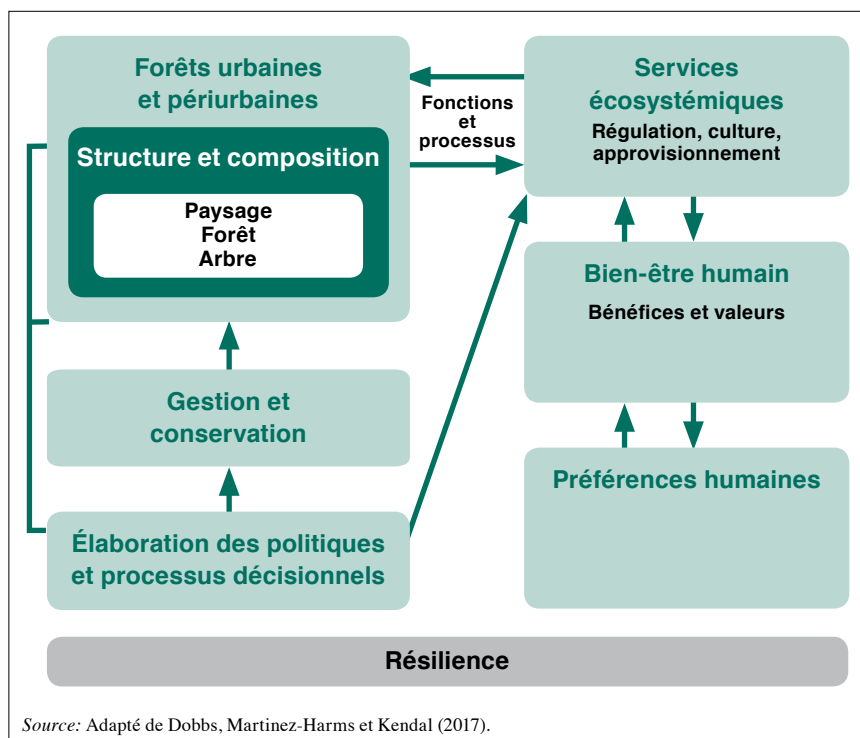 Forêts urbaines
et périurbaines
Structure et composition
Paysage
Forêt
Arbre
Fonctions
et
processus
Services
écosystémiques
Régulation, culture,
approvisionnement
Bien-être humain
Bénéfices et valeurs
Gestion et
conservation
Préférences humaines
Élaboration des politiques
et processus décisionnels
Résilience
Source: Adapté de Dobbs, Martinez-Harms et Kendal (2017).